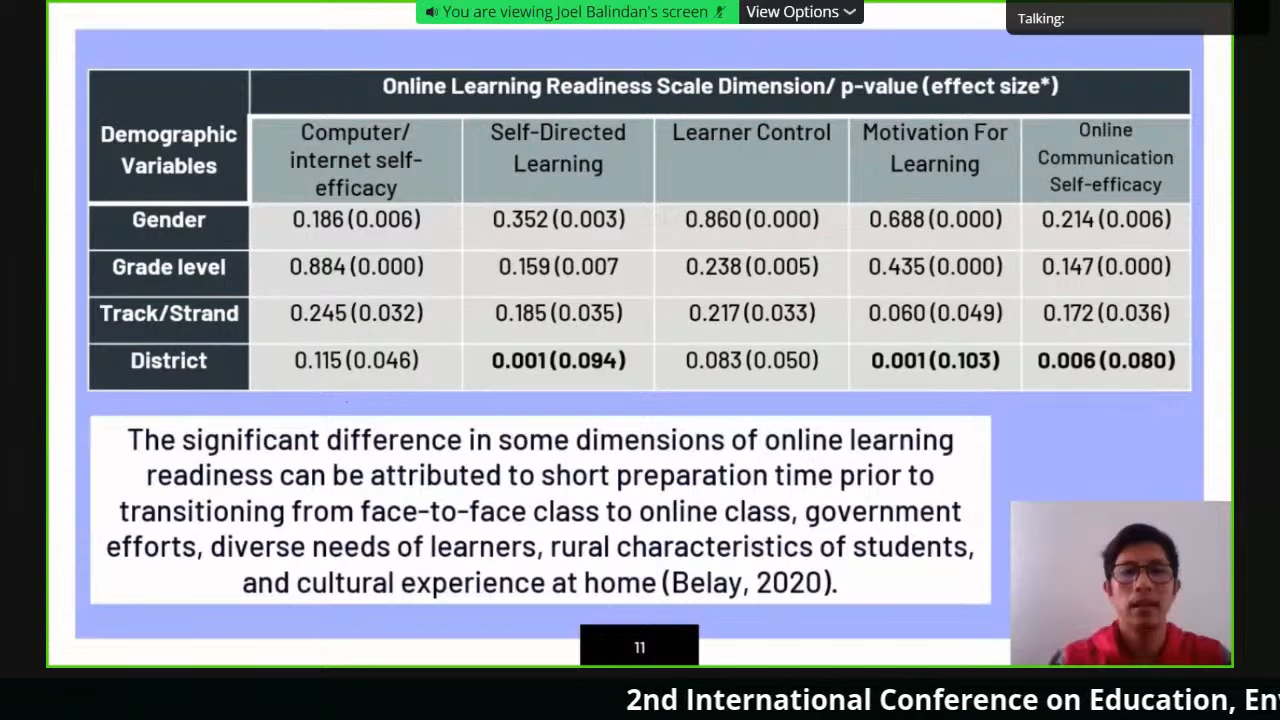 You are viewing Joel Balindan's screen
View Options
Talking:
Online Learning Readiness Scale Dimension/ p-value (effect size*)
Demographic
Variables
Computer/
internet self-
efficacy
Self-Directed
Learning
Learner Control
Motivation For
Learning
Online
Communication
Self-efficacy
Gender 0.186 (0.006) 0.352 (0.003) 0.860 (0.000) 0.688 (0.000) 0.214 (0.006)
Grade level 0.884 (0.000) 0.159 (0.007 0.238 (0.005) 0.435 (0.000) 0.147 (0.000)
Track/Strand 0.245 (0.032) 0.185 (0.035) 0.217 (0.033) 0.060 (0.049) 0.172 (0.036)
District 0.115 (0.046) 0.001 (0.094) 0.083 (0.050) 0.001 (0.103) 0.006 (0.080)
The significant difference in some dimensions of online learning
readiness can be attributed to short preparation time prior to
transitioning from face-to-face class to online class, government
efforts, diverse needs of learners, rural characteristics of students,
and cultural experience at home (Belay, 2020).
11
2nd International Conference on Education, En